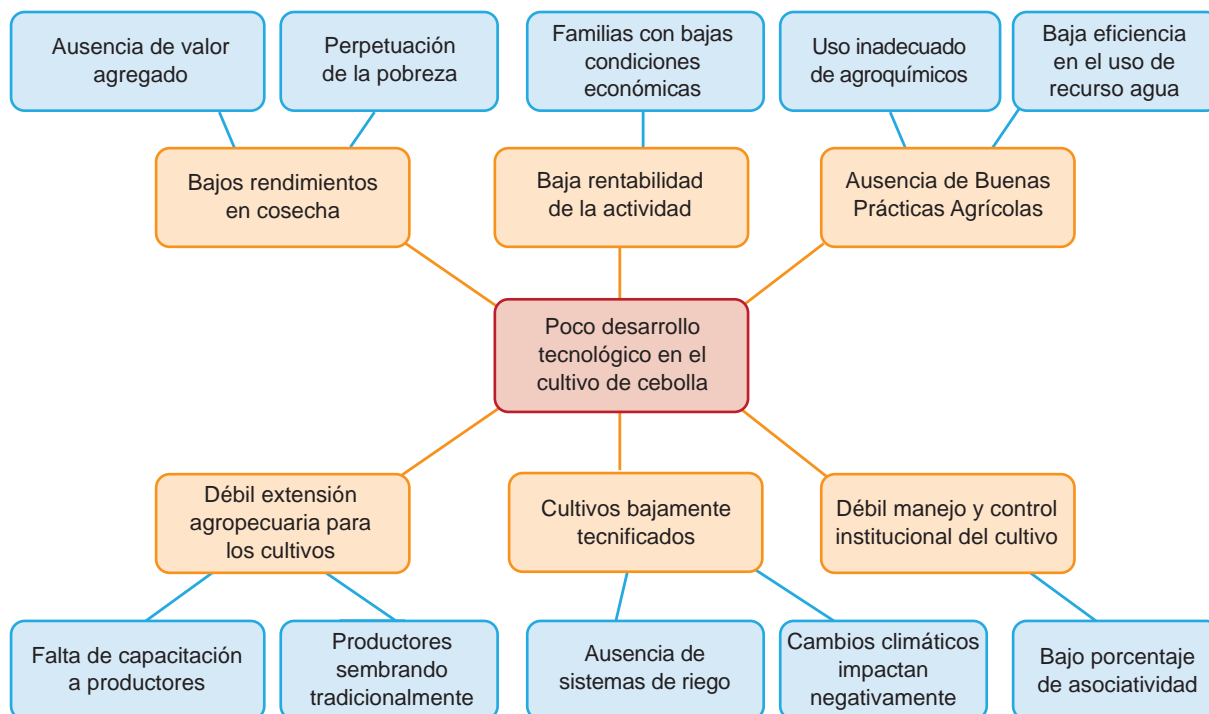 Ausencia de valor
agregado
Perpetuación
de la pobreza
Familias con bajas
condiciones
económicas
Uso inadecuado
de agroquímicos
Baja eficiencia
en el uso de
recurso agua
Bajos rendimientos
en cosecha
Baja rentabilidad
de la actividad
Ausencia de Buenas
Prácticas Agrícolas
Poco desarrollo
tecnológico en el
cultivo de cebolla
Débil extensión
agropecuaria para
los cultivos
Cultivos bajamente
tecnificados
Débil manejo y control
institucional del cultivo
Falta de capacitación
a productores
Productores
sembrando
tradicionalmente
Ausencia de
sistemas de riego
Cambios climáticos
impactan
negativamente
Bajo porcentaje
de asociatividad